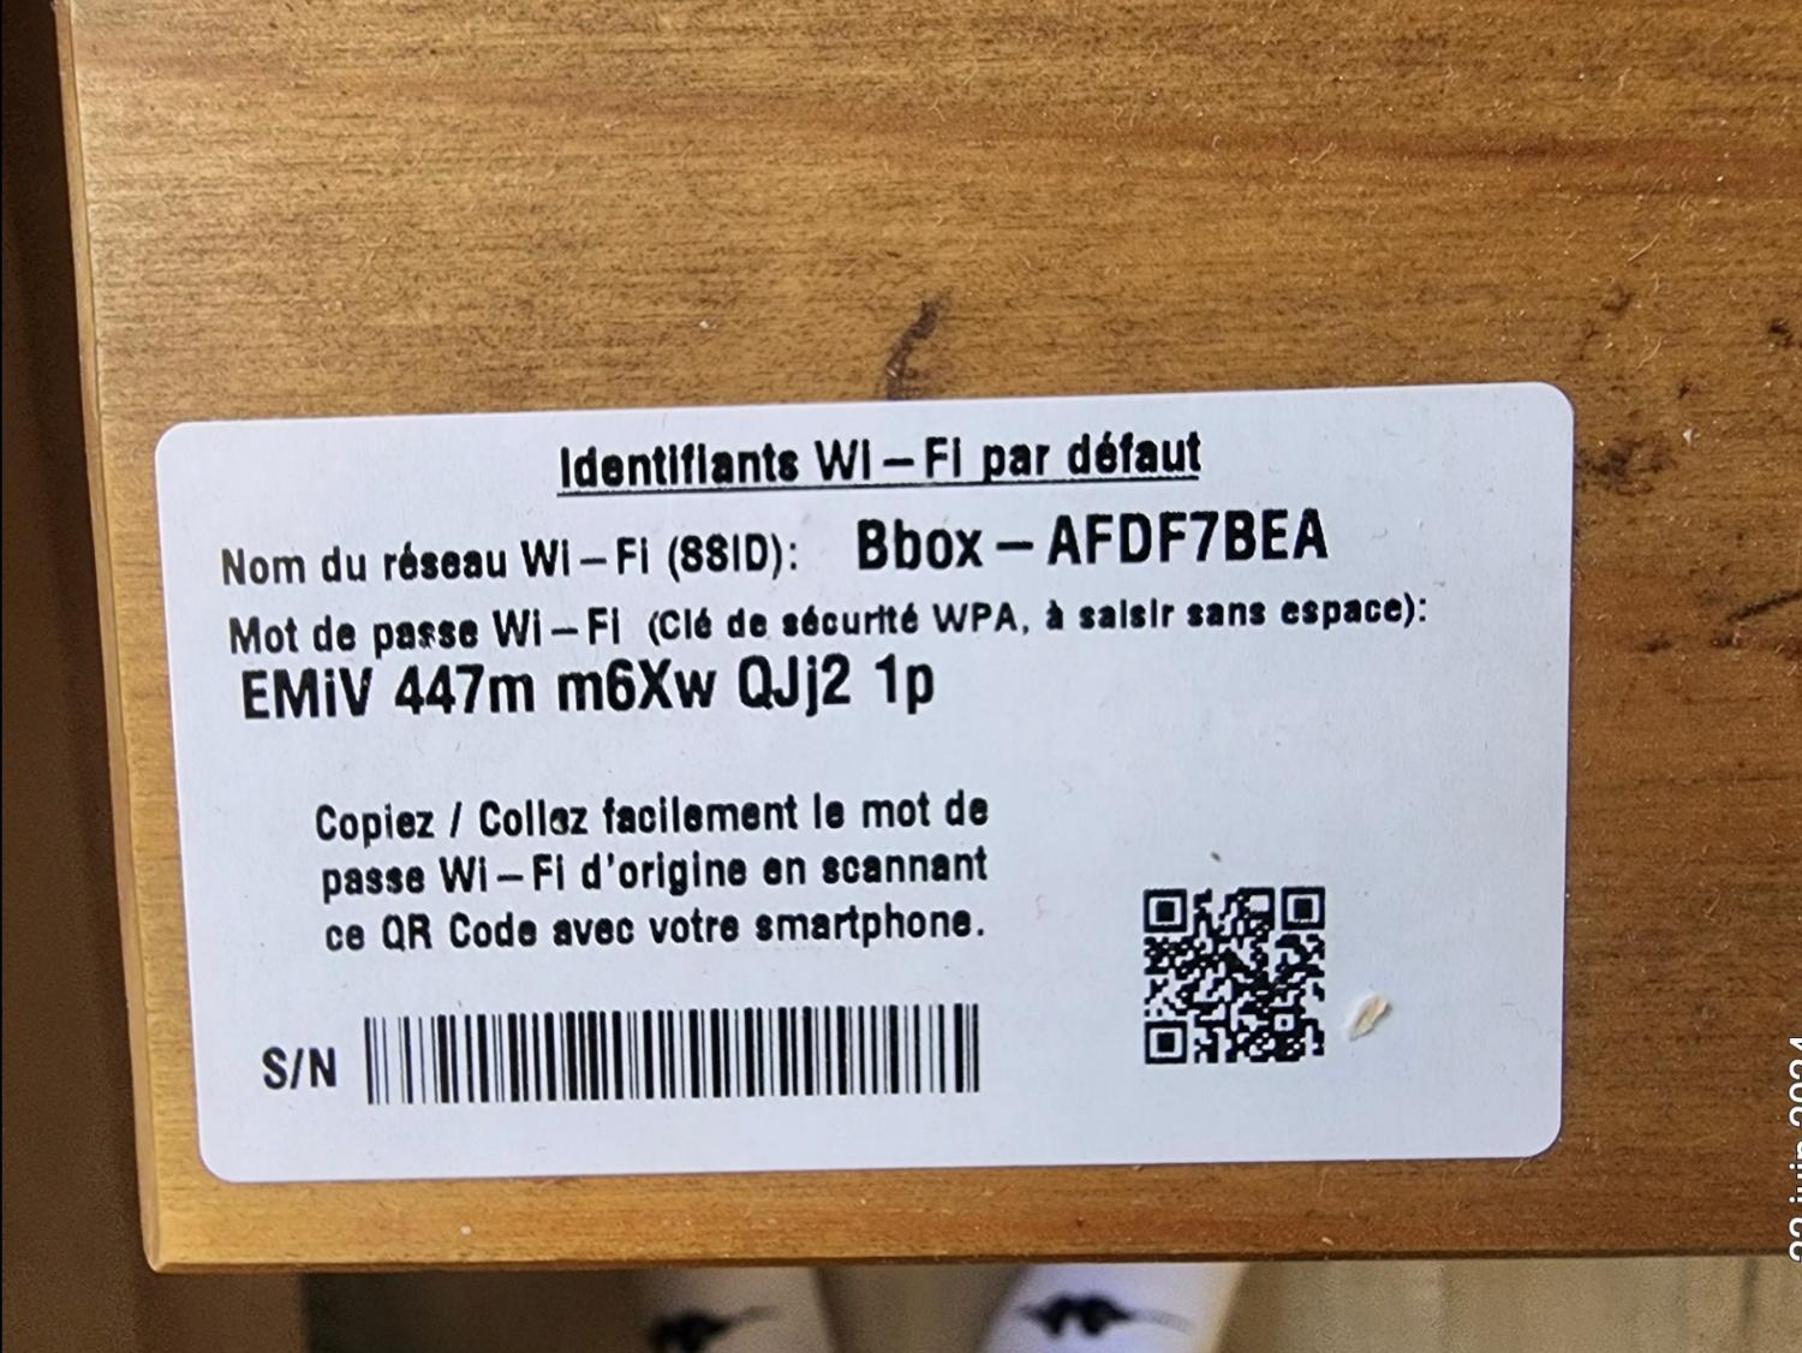 Identifiants Wi-Fi par défaut
Nom du réseau Wi-Fi (SSID): Bbox-AFDF7BEA
Mot de passe Wi-Fi (Clé de sécurité WPA, à saisir sans espace):
EMiV 447m m6Xw QJj2 1p
Copiez / Collez facilement le mot de
passe Wi-Fi d'origine en scannant
ce QR Code avec votre smartphone.
S/N
juin 2024